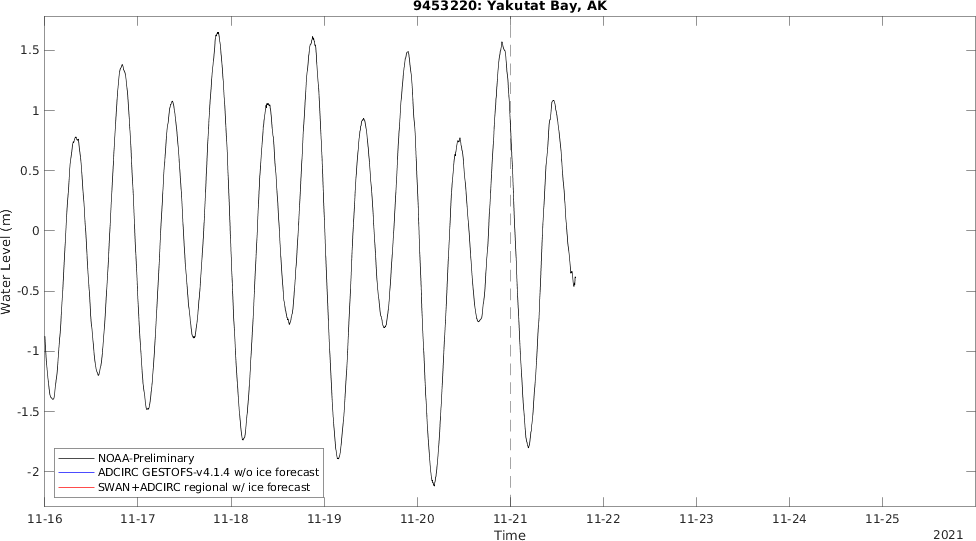 9453220: Yakutat Bay, AK
1.5
1
0.5
0
-0.5
-1
-1.5
-2
Water Level (m)
NOAA-Preliminary
ADCIRC GESTOFS-v4.1.4 w/o ice forecast
SWAN+ADCIRC regional w/ ice forecast
11-16 11-17 11-18 11-19 11-20 11-21 11-22 11-23 11-24 11-25
Time
2021